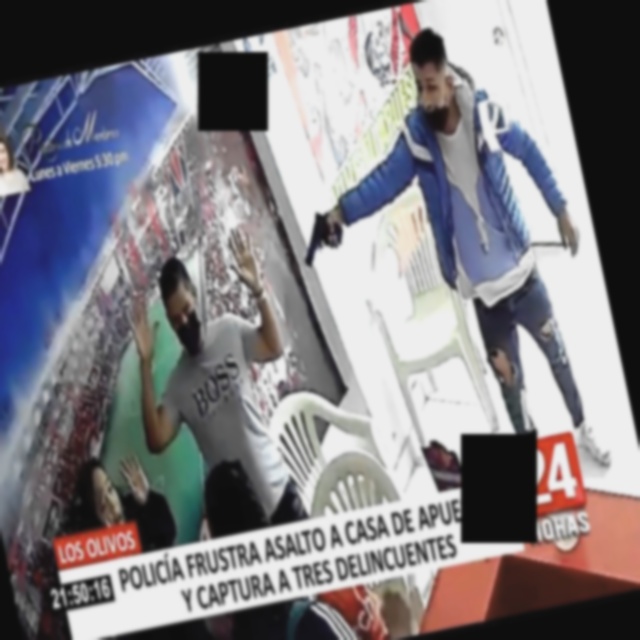 Lunes a Viernes 5:30 pm
BOSS
24
HORAS
LOS OLIVOS
21:50:16
POLICÍA FRUSTRA ASALTO A CASA DE APUE
Y CAPTURA A TRES DELINCUENTES